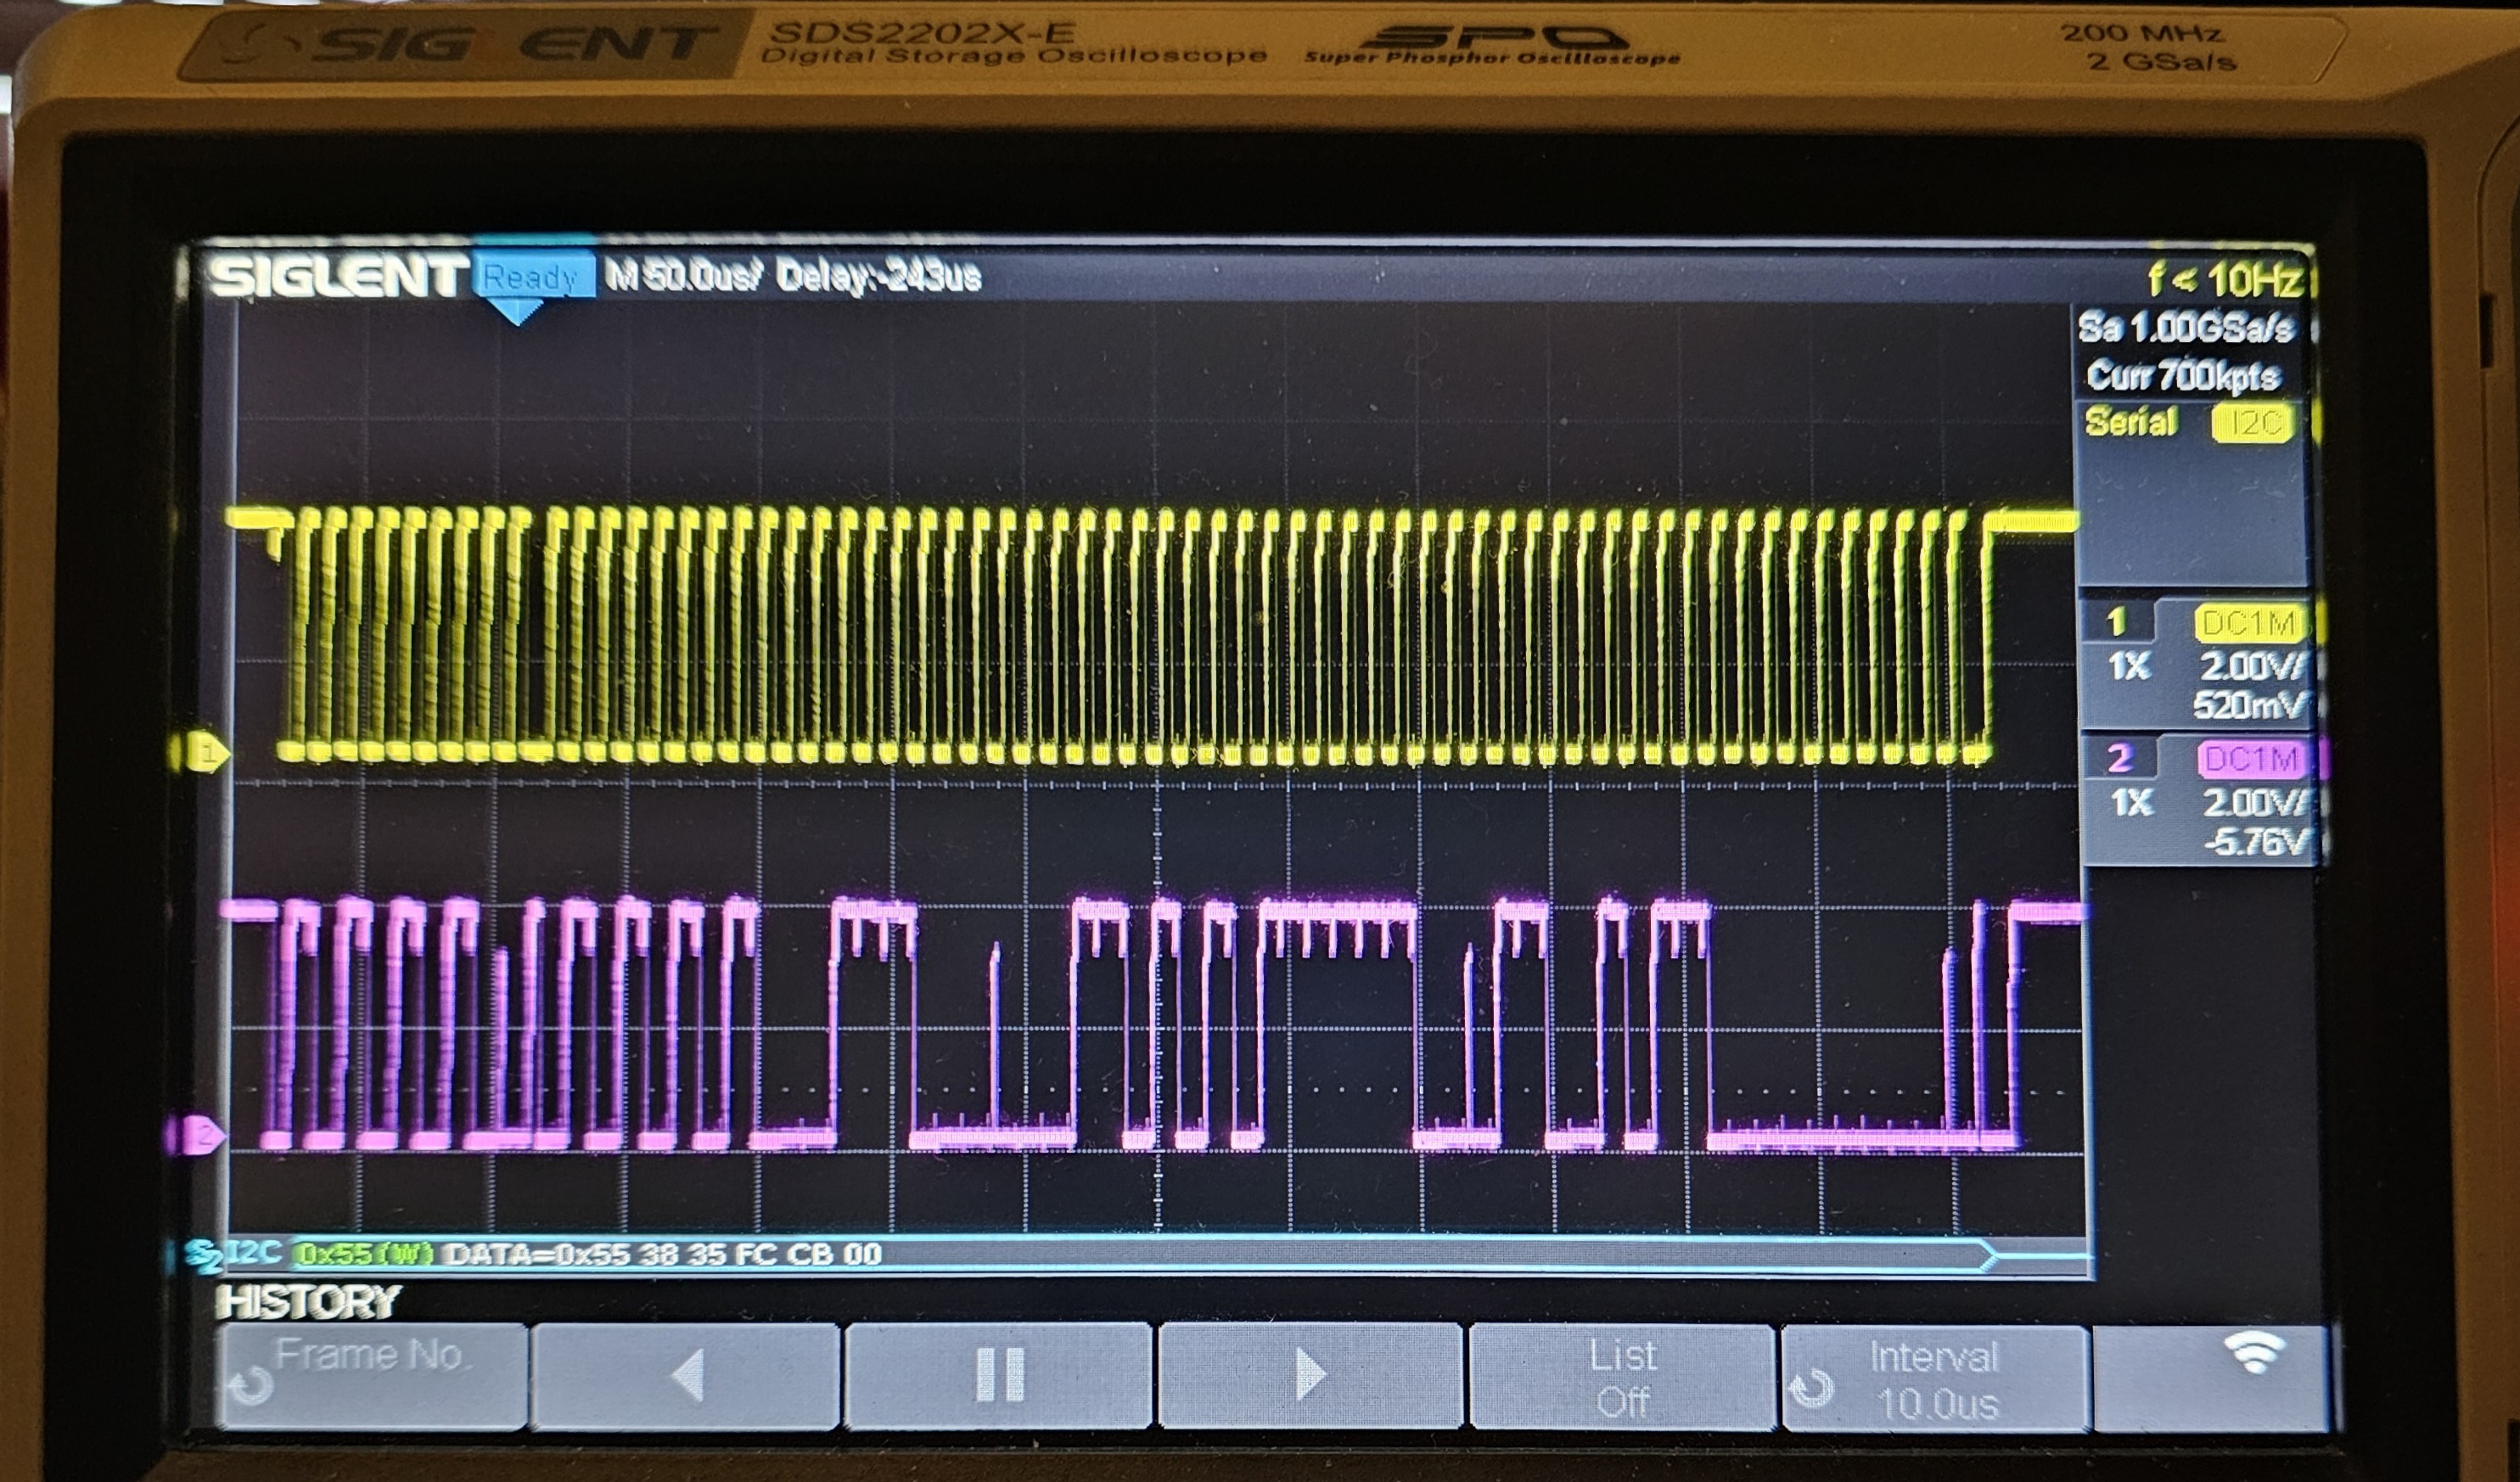 SIGLENT SDS2202X-E SPO 200 MHz
Digital Storage Oscilloscope Super Phosphor Oscilloscope 2 GSa/s
SIGLENT Ready M 50.0us/ Delay:-243us f < 10Hz
Sa 1.00GSa/s
Curr 700kpts
Serial I2C
1 DC1M
1X 2.00V/
520mV
2 DC1M
1X 2.00V/
-5.76V
1
2
S2 I2C 0x55(W) DATA=0x55 38 35 FC CB 00
HISTORY
Frame No.
List
Off
Interval
10.0us